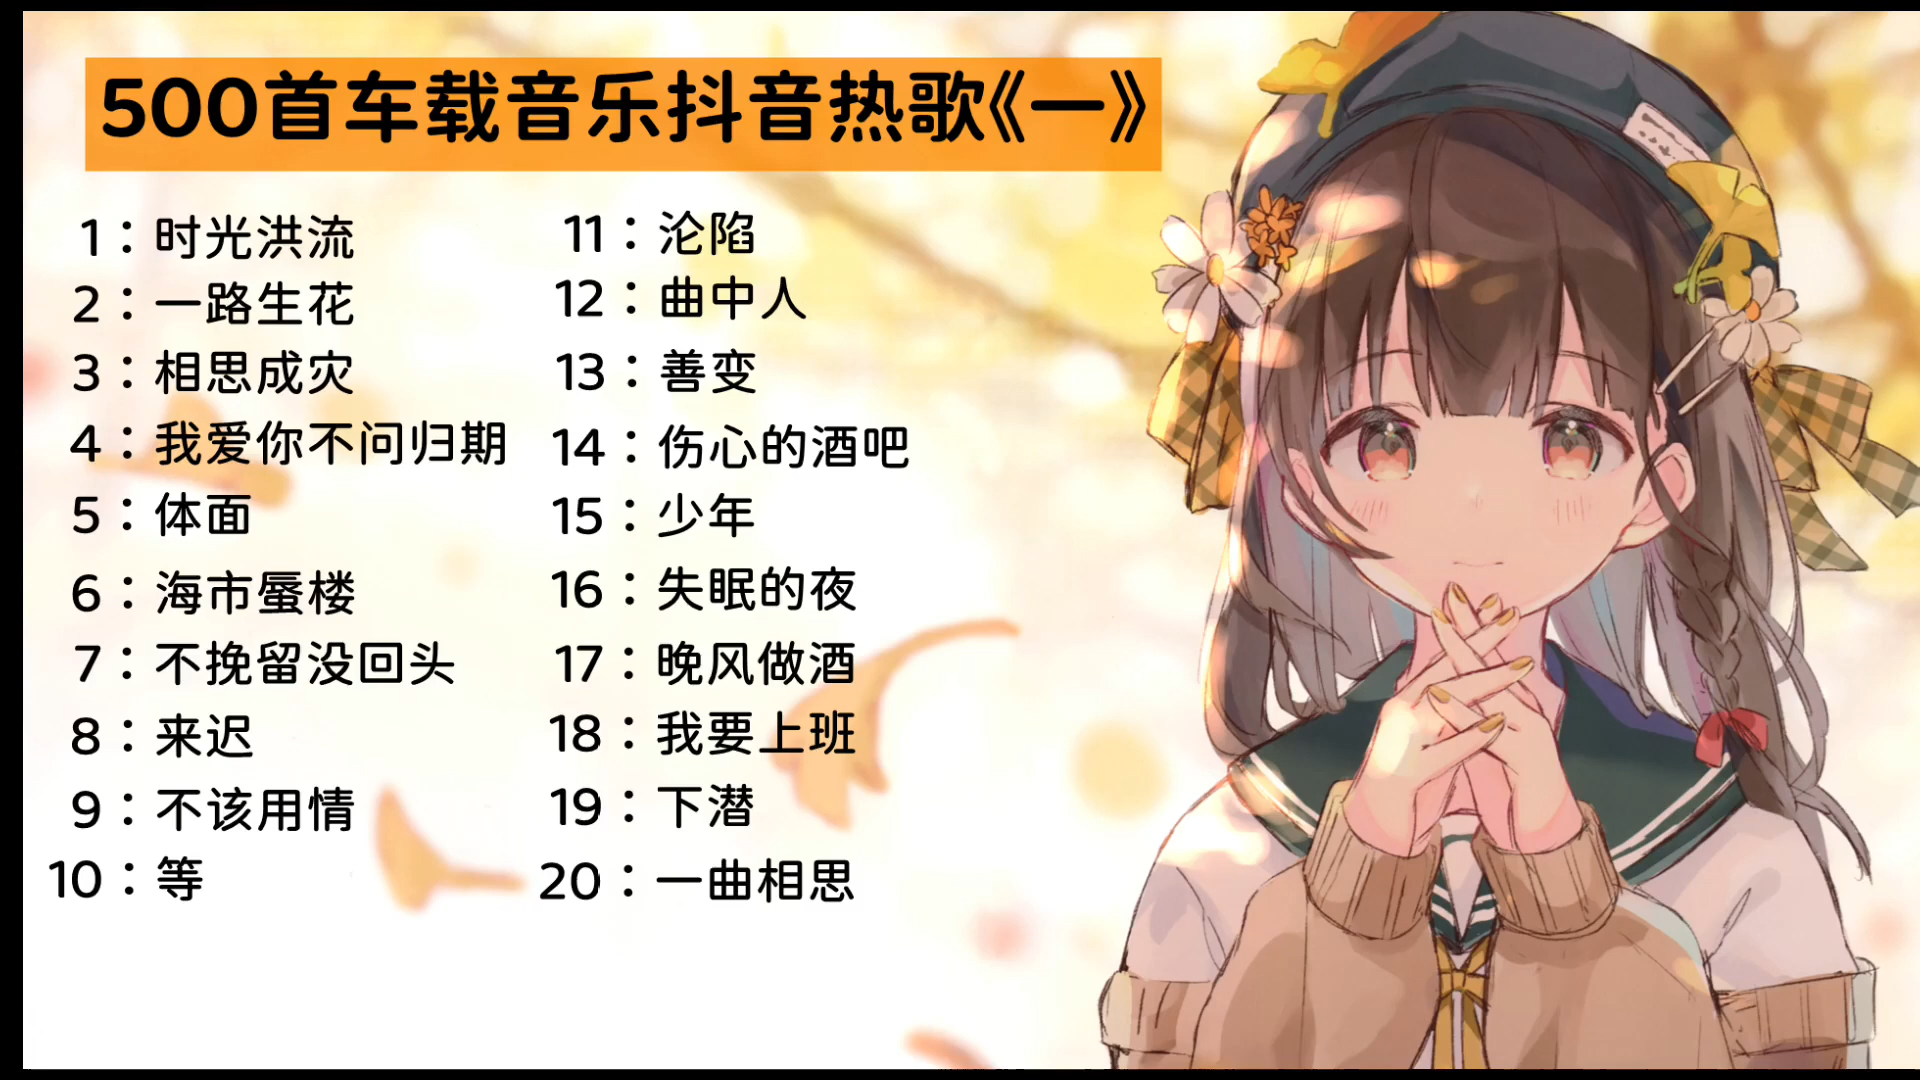 500首车载音乐抖音热歌《一》
1：时光洪流
2：一路生花
3：相思成灾
4：我爱你不问归期
5：体面
6：海市蜃楼
7：不挽留没回头
8：来迟
9：不该用情
10：等
11：沦陷
12：曲中人
13：善变
14：伤心的酒吧
15：少年
16：失眠的夜
17：晚风做酒
18：我要上班
19：下潜
20：一曲相思